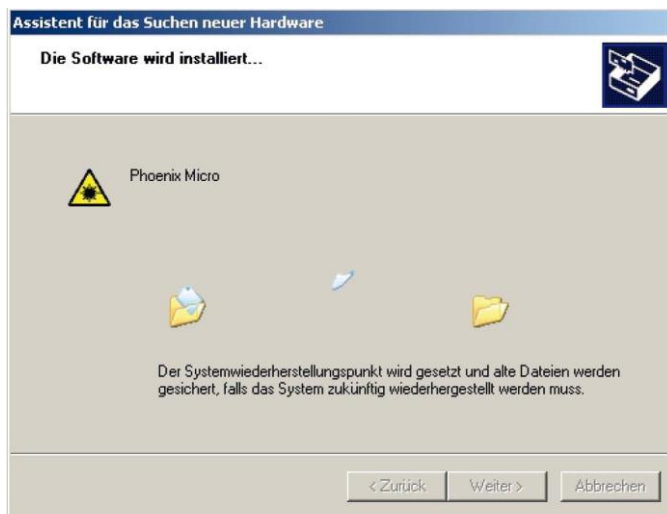 Assistent für das Suchen neuer Hardware
Die Software wird installiert...
Phoenix Micro
Der Systemwiederherstellungspunkt wird gesetzt und alte Dateien werden
gesichert, falls das System zukünftig wiederhergestellt werden muss.
< Zurück Weiter > Abbrechen